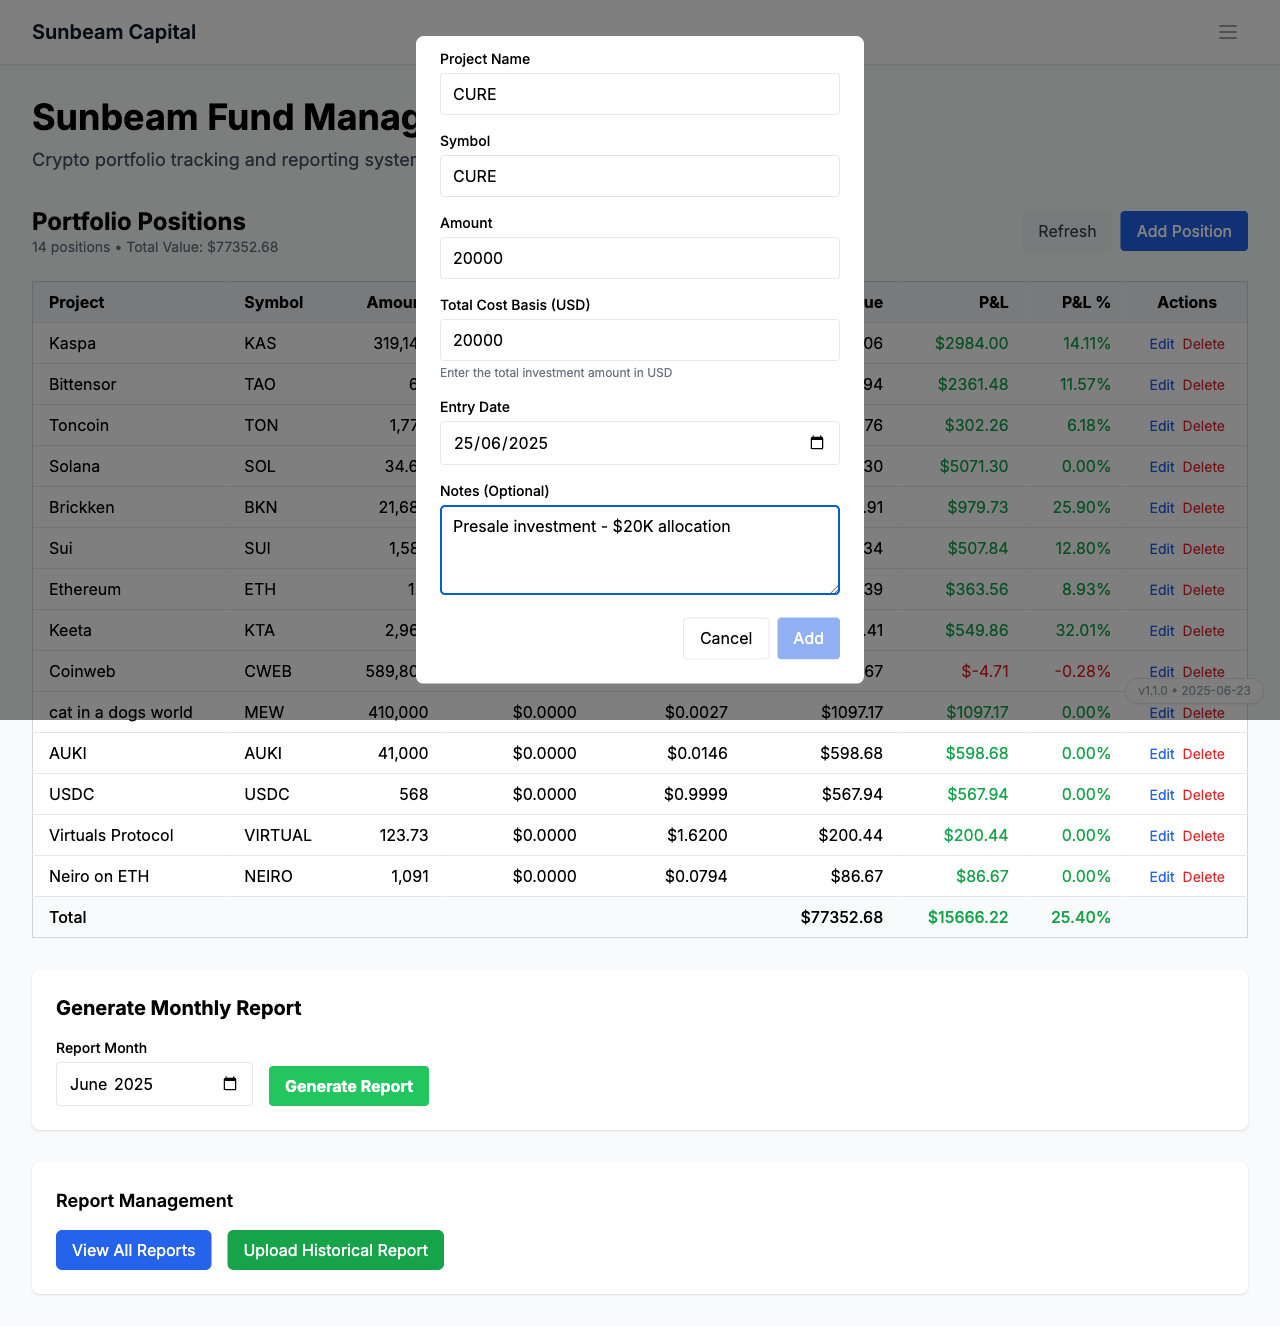 Sunbeam Capital
Sunbeam Fund Manag
Crypto portfolio tracking and reporting syste
Portfolio Positions
14 positions • Total Value: $77352.68
Refresh
Add Position
Project Name
CURE
Symbol
CURE
Amount
20000
Total Cost Basis (USD)
20000
Enter the total investment amount in USD
Entry Date
25/06/2025
Notes (Optional)
Presale investment - $20K allocation
Cancel
Add
Project Symbol Amou ue P&L P&L % Actions
Kaspa KAS 319,14 06 $2984.00 14.11% Edit Delete
Bittensor TAO 6 94 $2361.48 11.57% Edit Delete
Toncoin TON 1,77 76 $302.26 6.18% Edit Delete
Solana SOL 34.6 30 $5071.30 0.00% Edit Delete
Brickken BKN 21,68 .91 $979.73 25.90% Edit Delete
Sui SUI 1,58 34 $507.84 12.80% Edit Delete
Ethereum ETH 1. 39 $363.56 8.93% Edit Delete
Keeta KTA 2,96 .41 $549.86 32.01% Edit Delete
Coinweb CWEB 589,80 67 $-4.71 -0.28% Edit Delete
v1.1.0 • 2025-06-23
cat in a dogs world MEW 410,000 $0.0000 $0.0027 $1097.17 $1097.17 0.00% Edit Delete
AUKI AUKI 41,000 $0.0000 $0.0146 $598.68 $598.68 0.00% Edit Delete
USDC USDC 568 $0.0000 $0.9999 $567.94 $567.94 0.00% Edit Delete
Virtuals Protocol VIRTUAL 123.73 $0.0000 $1.6200 $200.44 $200.44 0.00% Edit Delete
Neiro on ETH NEIRO 1,091 $0.0000 $0.0794 $86.67 $86.67 0.00% Edit Delete
Total $77352.68 $15666.22 25.40%
Generate Monthly Report
Report Month
June 2025
Generate Report
Report Management
View All Reports
Upload Historical Report